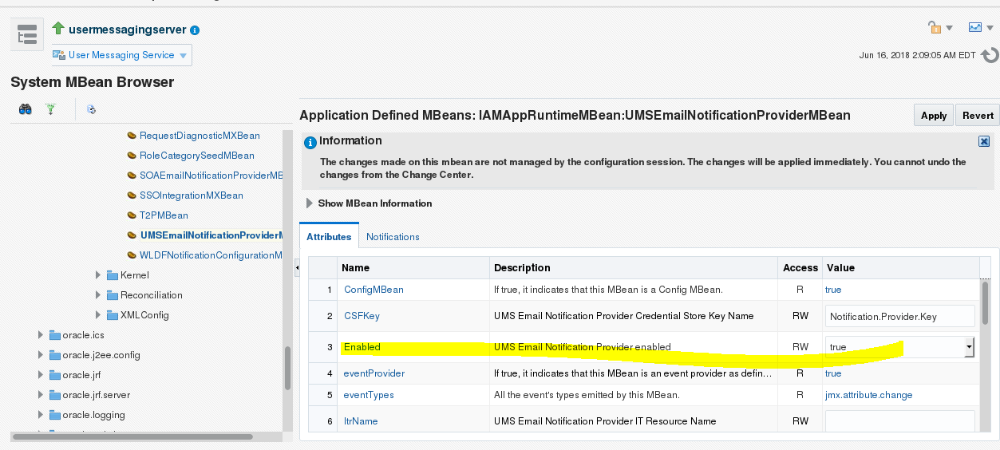 usermessagingserver
User Messaging Service
Jun 16, 2018 2:09:05 AM EDT
System MBean Browser
RequestDiagnosticMXBean
RoleCategorySeedMBean
SOAEmailNotificationProviderMB
SSOIntegrationMXBean
T2PMBean
UMSEmailNotificationProviderM
WLDFNotificationConfigurationM
Kernel
Reconciliation
XMLConfig
oracle.ics
oracle.j2ee.config
oracle.jrf
oracle.jrf.server
oracle.logging
Application Defined MBeans: IAMAppRuntimeMBean:UMSEmailNotificationProviderMBean
Apply
Revert
Information
The changes made on this mbean are not managed by the configuration session. The changes will be applied immediately. You cannot undo the
changes from the Change Center.
Show MBean Information
Attributes Notifications
Name Description Access Value
1 ConfigMBean If true, it indicates that this MBean is a Config MBean. R true
2 CSFKey UMS Email Notification Provider Credential Store Key Name RW Notification.Provider.Key
3 Enabled UMS Email Notification Provider enabled RW true
4 eventProvider If true, it indicates that this MBean is an event provider as defin... R true
5 eventTypes All the event's types emitted by this MBean. R jmx.attribute.change
6 ItrName UMS Email Notification Provider IT Resource Name RW